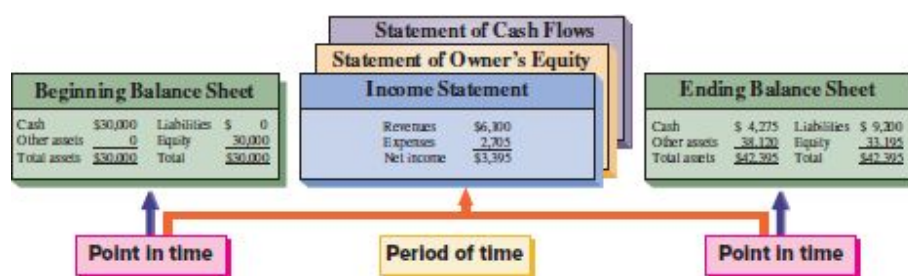 Statement of Cash Flows
Statement of Owner's Equity
Beginning Balance Sheet
Cash $30,000 Liabilities $ 0
Other assets 0 Equity 30,000
Total assets $30,000 Total $30,000
Income Statement
Revenues $6,100
Expenses 2,705
Net income $3,395
Ending Balance Sheet
Cash $ 4,275 Liabilities $ 9,200
Other assets 38,120 Equity 33,195
Total assets $42,395 Total $42,395
Point in time
Period of time
Point in time